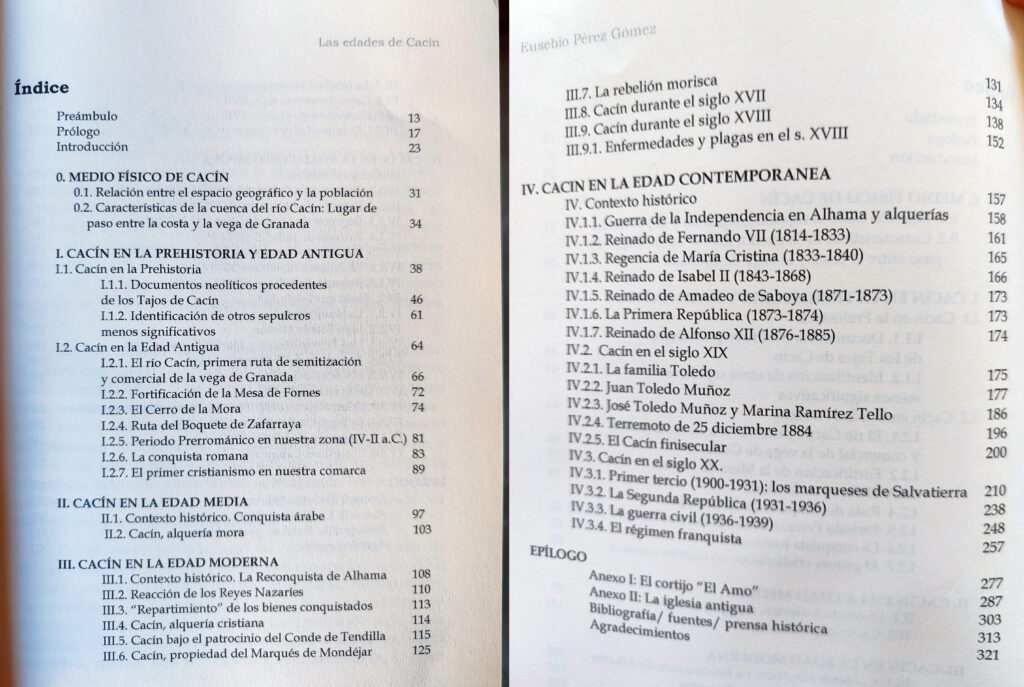 Las edades de Cacín
Índice
Preámbulo 13
Prólogo 17
Introducción 23
0. MEDIO FÍSICO DE CACÍN
0.1. Relación entre el espacio geográfico y la población 31
0.2. Características de la cuenca del río Cacín: Lugar de
paso entre la costa y la vega de Granada 34
I. CACÍN EN LA PREHISTORIA Y EDAD ANTIGUA
I.1. Cacín en la Prehistoria 38
I.1.1. Documentos neolíticos procedentes
de los Tajos de Cacín 46
I.1.2. Identificación de otros sepulcros 61
menos significativos
I.2. Cacín en la Edad Antigua 64
I.2.1. El río Cacín, primera ruta de semitización
y comercial de la vega de Granada 66
I.2.2. Fortificación de la Mesa de Fornes 72
I.2.3. El Cerro de la Mora 74
I.2.4. Ruta del Boquete de Zafarraya
I.2.5. Periodo Prerrománico en nuestra zona (IV-II a.C.) 81
I.2.6. La conquista romana 83
I.2.7. El primer cristianismo en nuestra comarca 89
II. CACÍN EN LA EDAD MEDIA
II.1. Contexto histórico. Conquista árabe 97
II.2. Cacín, alquería mora 103
III. CACÍN EN LA EDAD MODERNA
III.1. Contexto histórico. La Reconquista de Alhama 108
III.2. Reacción de los Reyes Nazaríes 110
III.3. “Repartimiento” de los bienes conquistados 113
III.4. Cacín, alquería cristiana 114
III.5. Cacín bajo el patrocinio del Conde de Tendilla 115
III.6. Cacín, propiedad del Marqués de Mondéjar 125
Eusebio Pérez Gómez
III.7. La rebelión morisca 131
III.8. Cacín durante el siglo XVII 134
III.9. Cacín durante el siglo XVIII 138
III.9.1. Enfermedades y plagas en el s. XVIII 152
IV. CACIN EN LA EDAD CONTEMPORANEA
IV. Contexto histórico 157
IV.1.1. Guerra de la Independencia en Alhama y alquerías 158
IV.1.2. Reinado de Fernando VII (1814-1833) 161
IV.1.3. Regencia de María Cristina (1833-1840) 165
IV.1.4. Reinado de Isabel II (1843-1868) 166
IV.1.5. Reinado de Amadeo de Saboya (1871-1873) 173
IV.1.6. La Primera República (1873-1874) 173
IV.1.7. Reinado de Alfonso XII (1876-1885) 174
IV.2. Cacín en el siglo XIX
IV.2.1. La familia Toledo 175
IV.2.2. Juan Toledo Muñoz 177
IV.2.3. José Toledo Muñoz y Marina Ramírez Tello 186
IV.2.4. Terremoto de 25 diciembre 1884 196
IV.2.5. El Cacín finisecular 200
IV.3. Cacín en el siglo XX.
IV.3.1. Primer tercio (1900-1931): los marqueses de Salvatierra 210
IV.3.2. La Segunda República (1931-1936) 238
IV.3.3. La guerra civil (1936-1939) 248
IV.3.4. El régimen franquista 257
EPÍLOGO 277
Anexo I: El cortijo “El Amo” 287
Anexo II: La iglesia antigua 303
Bibliografía/ fuentes/ prensa histórica 313
Agradecimientos 321